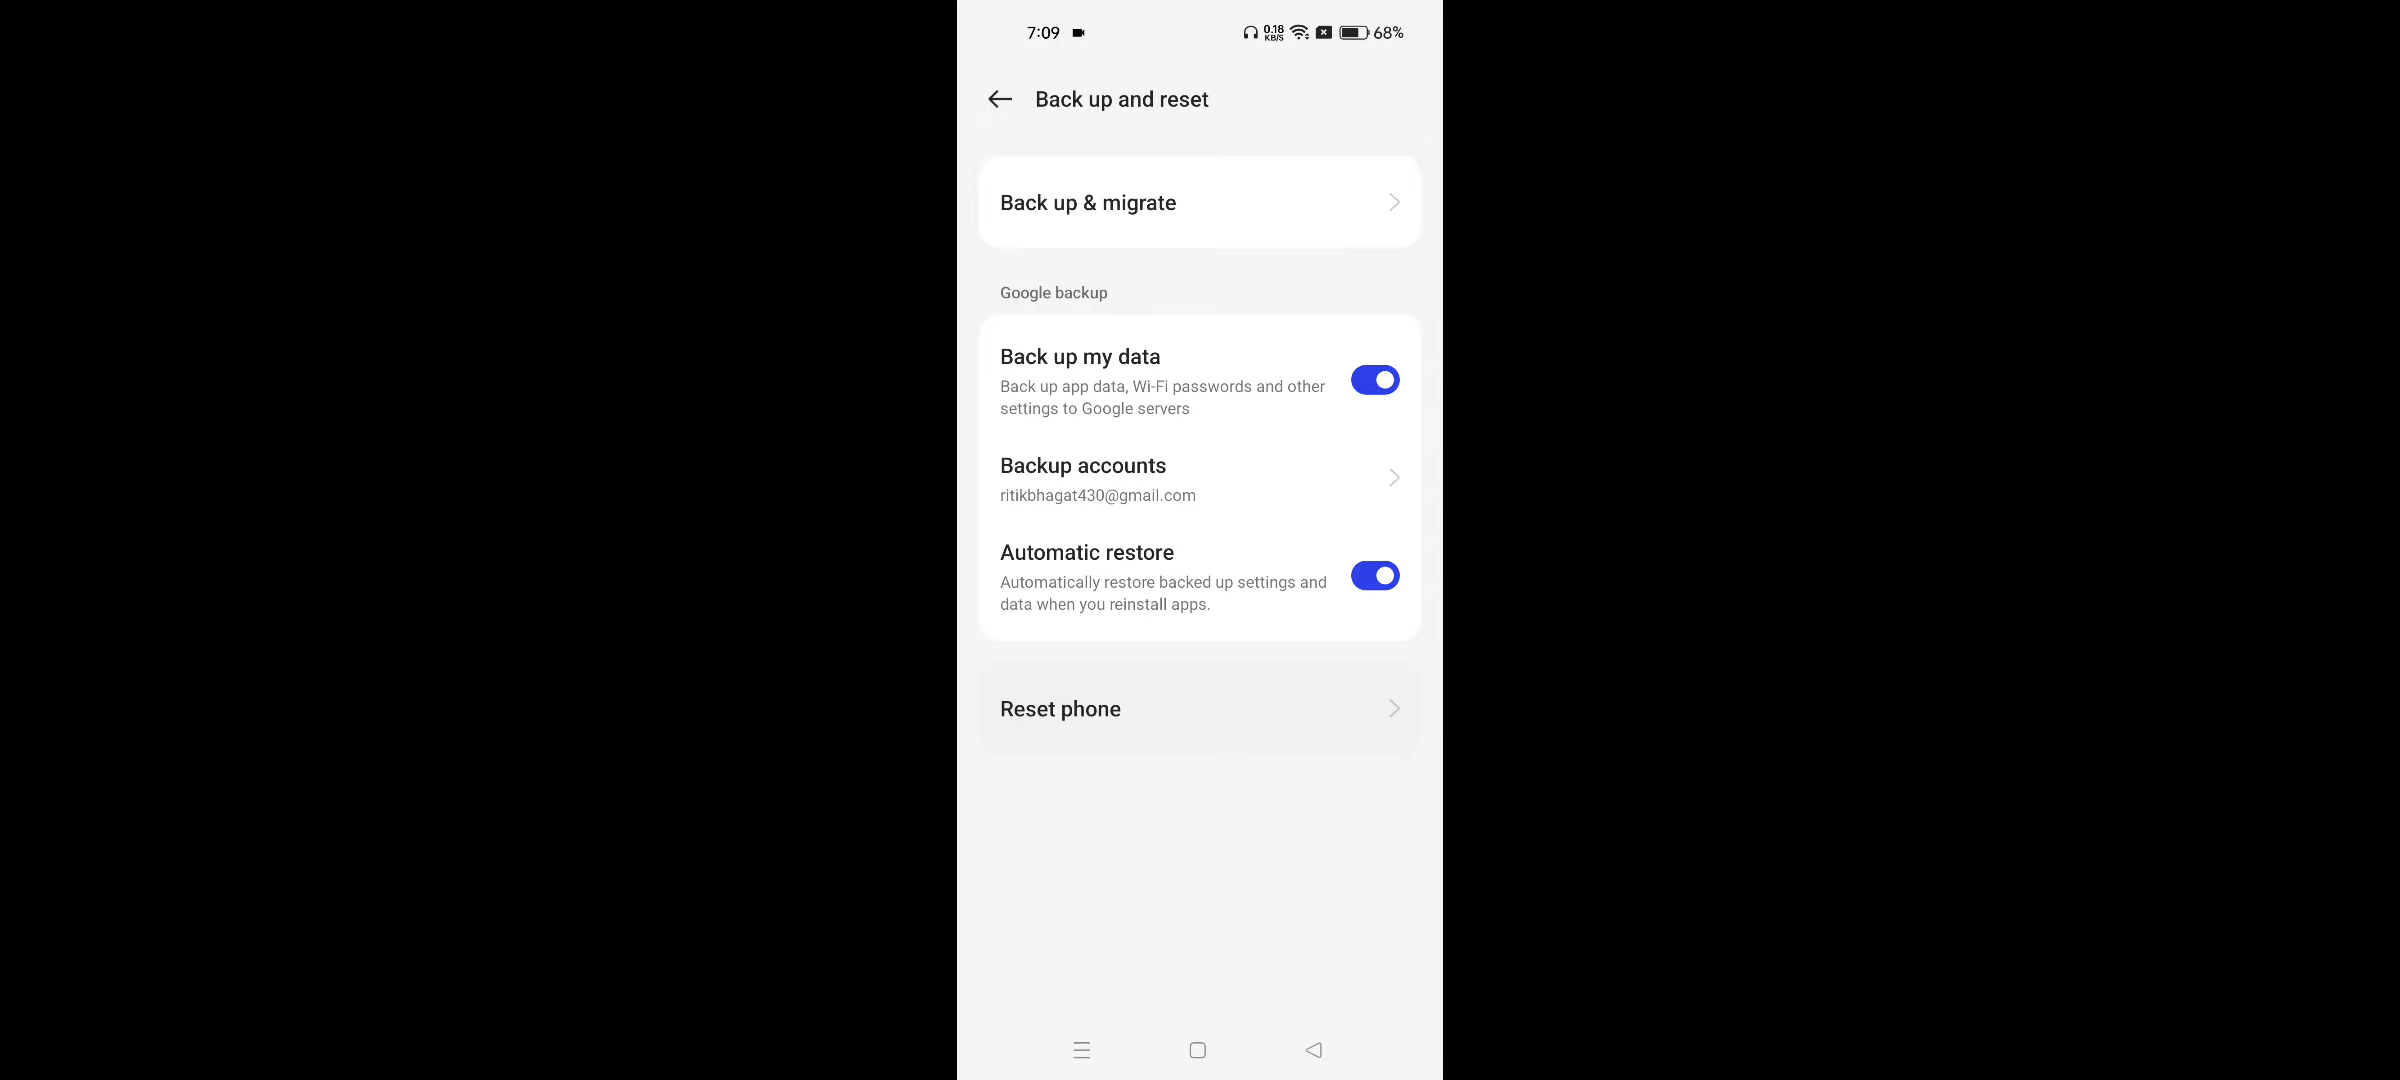 7:09
0.18
KB/S
68%
Back up and reset
Back up & migrate
Google backup
Back up my data
Back up app data, Wi-Fi passwords and other
settings to Google servers
Backup accounts
ritikbhagat430@gmail.com
Automatic restore
Automatically restore backed up settings and
data when you reinstall apps.
Reset phone